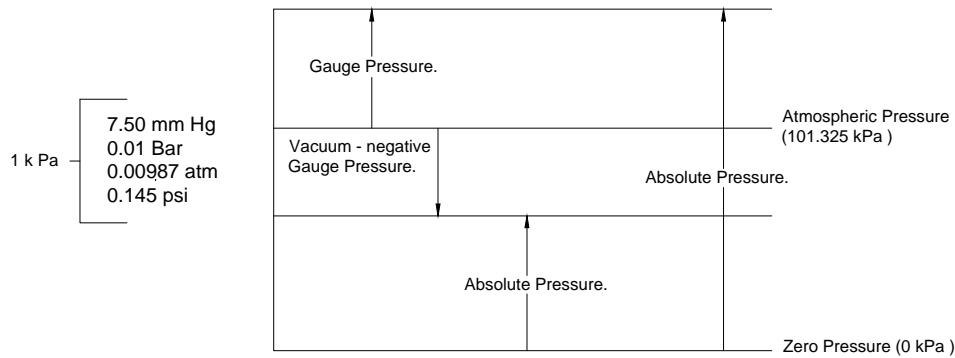 Gauge Pressure.
7.50 mm Hg
0.01 Bar
0.00987 atm
0.145 psi
1 k Pa
Atmospheric Pressure
(101.325 kPa )
Vacuum - negative
Gauge Pressure.
Absolute Pressure.
Absolute Pressure.
Zero Pressure (0 kPa )